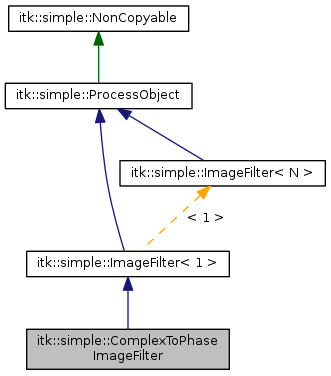 itk::simple::NonCopyable
itk::simple::ProcessObject
itk::simple::ImageFilter< N >
< 1 >
itk::simple::ImageFilter< 1 >
itk::simple::ComplexToPhase
ImageFilter